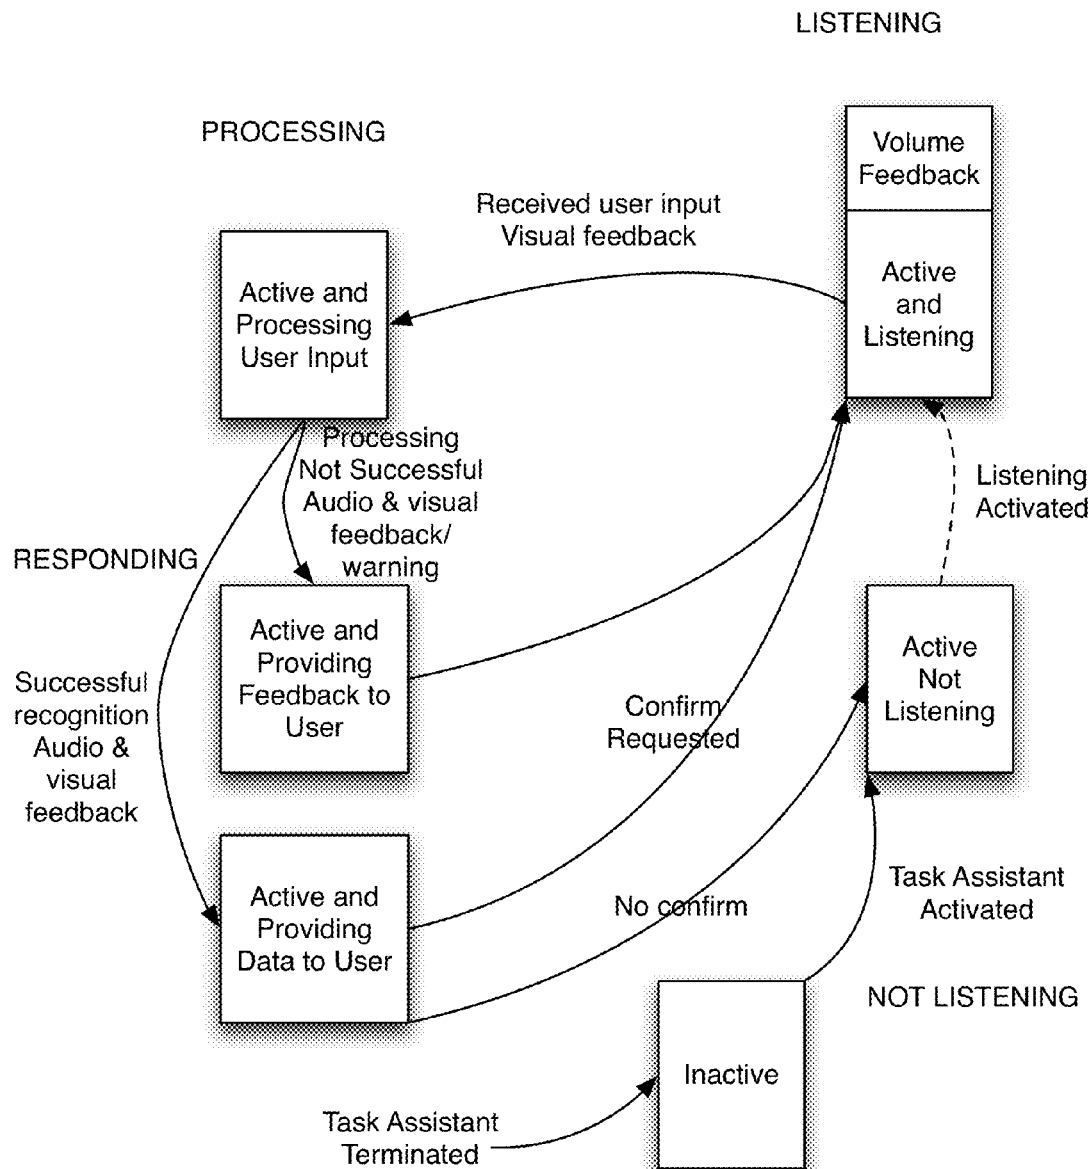 LISTENING
PROCESSING
Volume
Feedback
Received user input
Visual feedback
Active and
Processing
User Input
Active
and
Listening
Processing
Not Successful
Audio & visual
feedback/
warning
Listening
Activated
RESPONDING
Active and
Providing
Feedback to
User
Active
Not
Listening
Successful
recognition
Audio &
visual
feedback
Confirm
Requested
Active and
Providing
Data to User
No confirm
Task Assistant
Activated
NOT LISTENING
Inactive
Task Assistant
Terminated